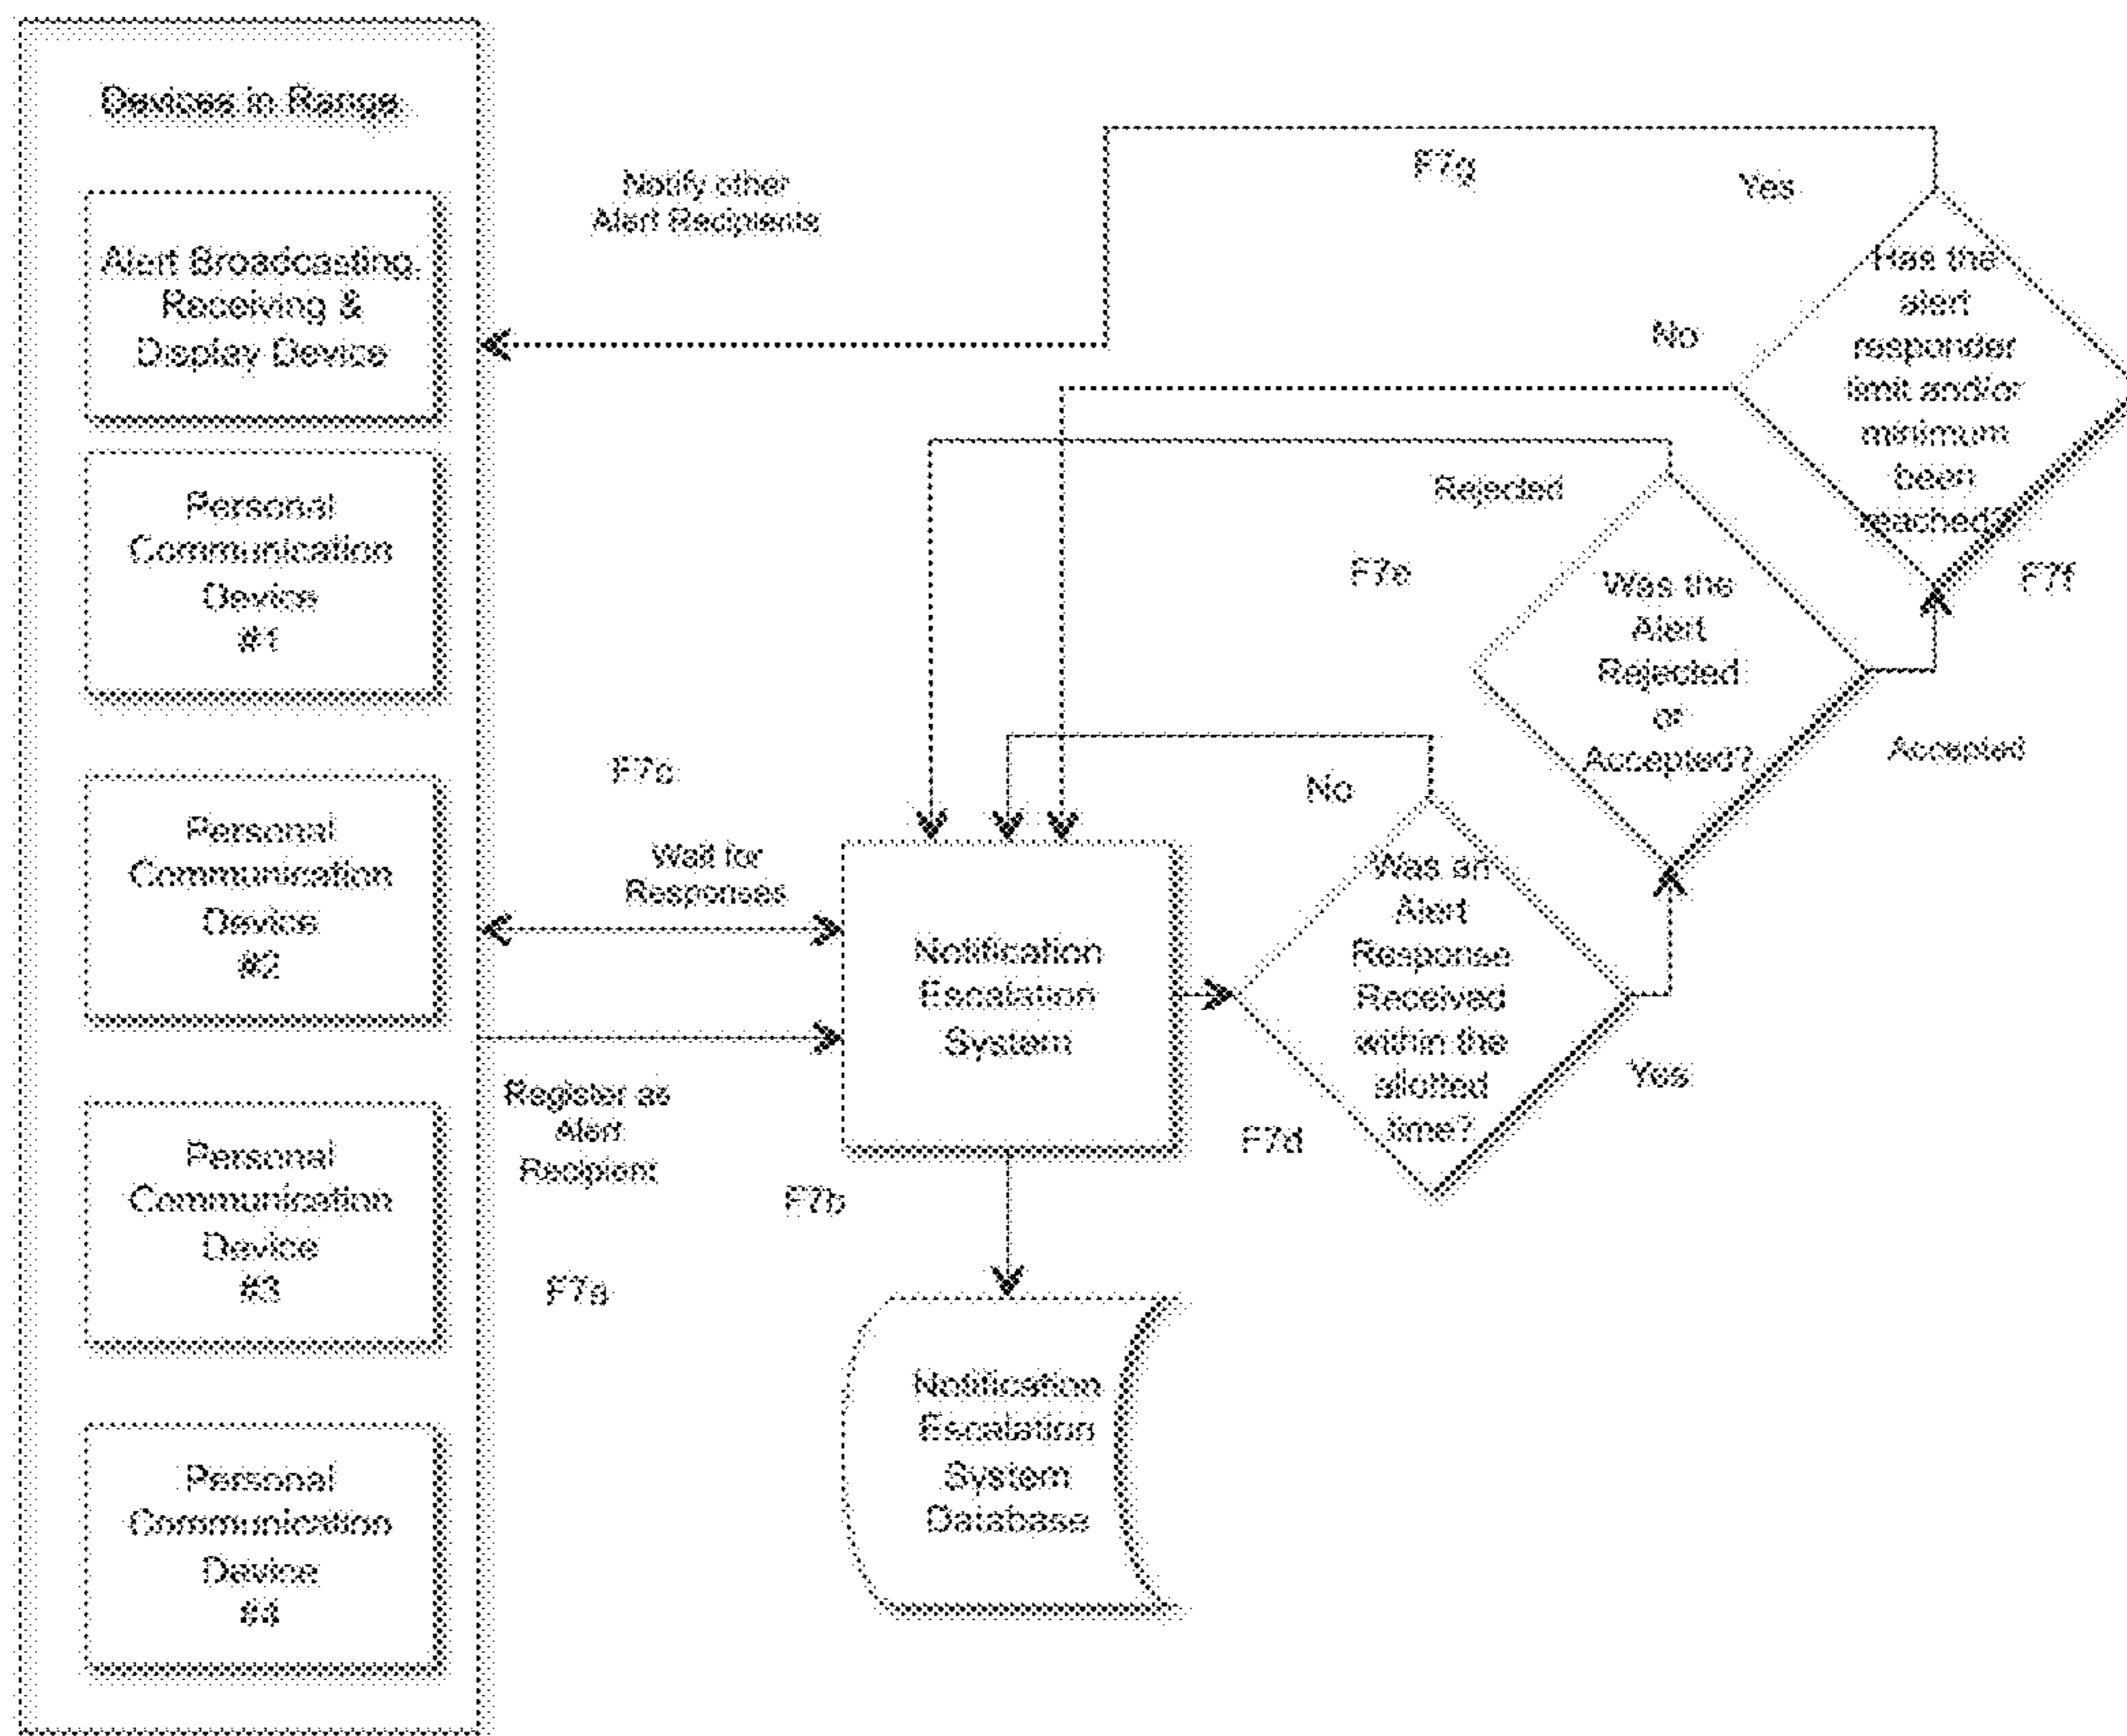 Devices in Range
Alert Broadcasting,
Receiving &
Display Device
Personal
Communication
Device
#1
Personal
Communication
Device
#2
Personal
Communication
Device
#3
Personal
Communication
Device
#4
Notify other
Alert Recipients
F7g
Yes
No
Has the
alert
responder
limit and/or
minimum
been
reached?
F7f
Rejected
F7e
Was the
Alert
Rejected
or
Accepted?
Accepted
F7c
Wait for
Responses
No
Was an
Alert
Response
Received
within the
allotted
time?
Yes
F7d
Notification
Escalation
System
Register as
Alert
Recipient
F7a
F7b
Notification
Escalation
System
Database